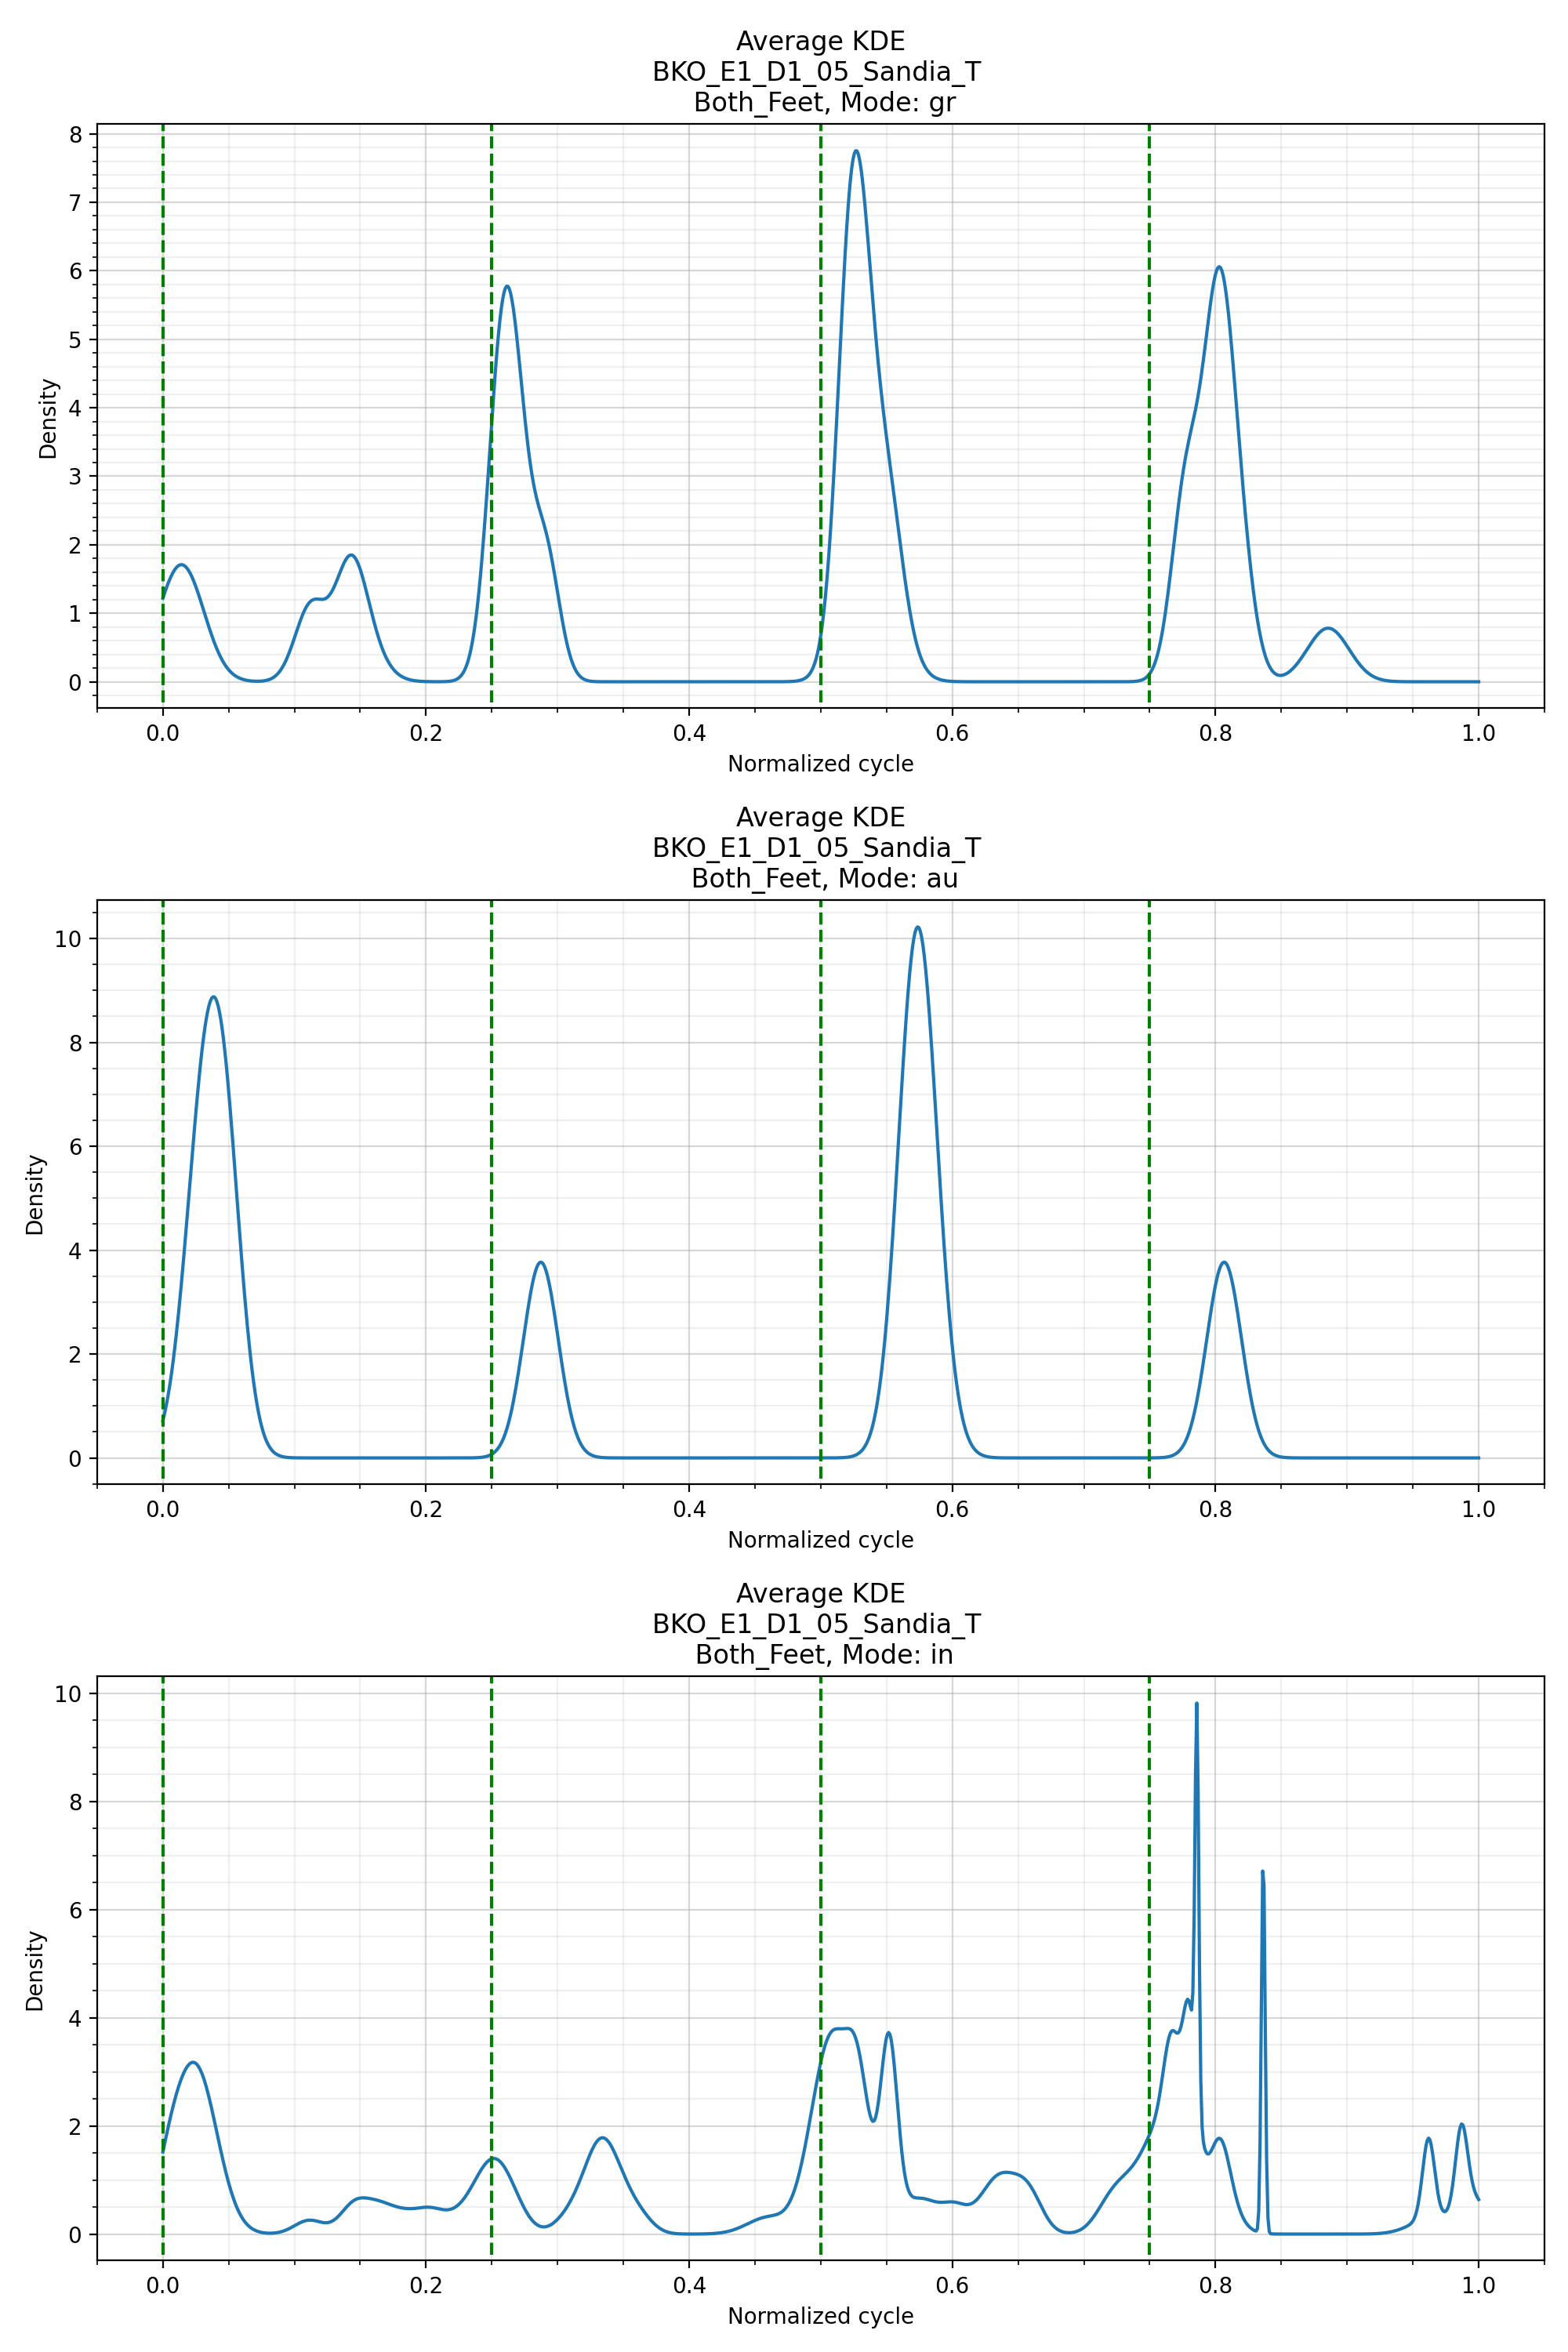 Average KDE
BKO_E1_D1_05_Sandia_T
Both_Feet, Mode: gr
8
7
6
5
4
3
2
1
0
Density
0.0 0.2 0.4 0.6 0.8 1.0
Normalized cycle
Average KDE
BKO_E1_D1_05_Sandia_T
Both_Feet, Mode: au
10
8
6
4
2
0
Density
0.0 0.2 0.4 0.6 0.8 1.0
Normalized cycle
Average KDE
BKO_E1_D1_05_Sandia_T
Both_Feet, Mode: in
10
8
6
4
2
0
Density
0.0 0.2 0.4 0.6 0.8 1.0
Normalized cycle